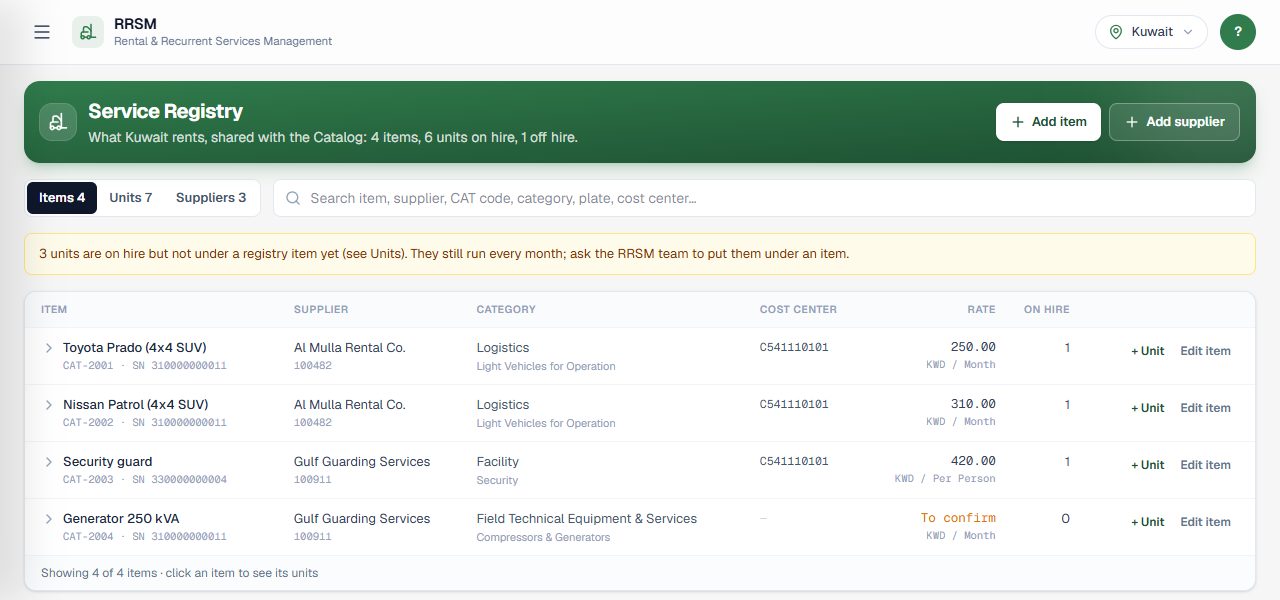 RRSM
Rental & Recurrent Services Management
Kuwait
?
Service Registry
What Kuwait rents, shared with the Catalog: 4 items, 6 units on hire, 1 off hire.
+ Add item
+ Add supplier
Items 4 Units 7 Suppliers 3
Search item, supplier, CAT code, category, plate, cost center…
3 units are on hire but not under a registry item yet (see Units). They still run every month; ask the RRSM team to put them under an item.
ITEM SUPPLIER CATEGORY COST CENTER RATE ON HIRE
Toyota Prado (4x4 SUV) Al Mulla Rental Co. Logistics C541110101 250.00 1 + Unit Edit item
CAT-2001 · SN 310000000011 100482 Light Vehicles for Operation KWD / Month
Nissan Patrol (4x4 SUV) Al Mulla Rental Co. Logistics C541110101 310.00 1 + Unit Edit item
CAT-2002 · SN 310000000011 100482 Light Vehicles for Operation KWD / Month
Security guard Gulf Guarding Services Facility C541110101 420.00 1 + Unit Edit item
CAT-2003 · SN 330000000004 100911 Security KWD / Per Person
Generator 250 kVA Gulf Guarding Services Field Technical Equipment & Services – To confirm 0 + Unit Edit item
CAT-2004 · SN 310000000011 100911 Compressors & Generators KWD / Month
Showing 4 of 4 items · click an item to see its units